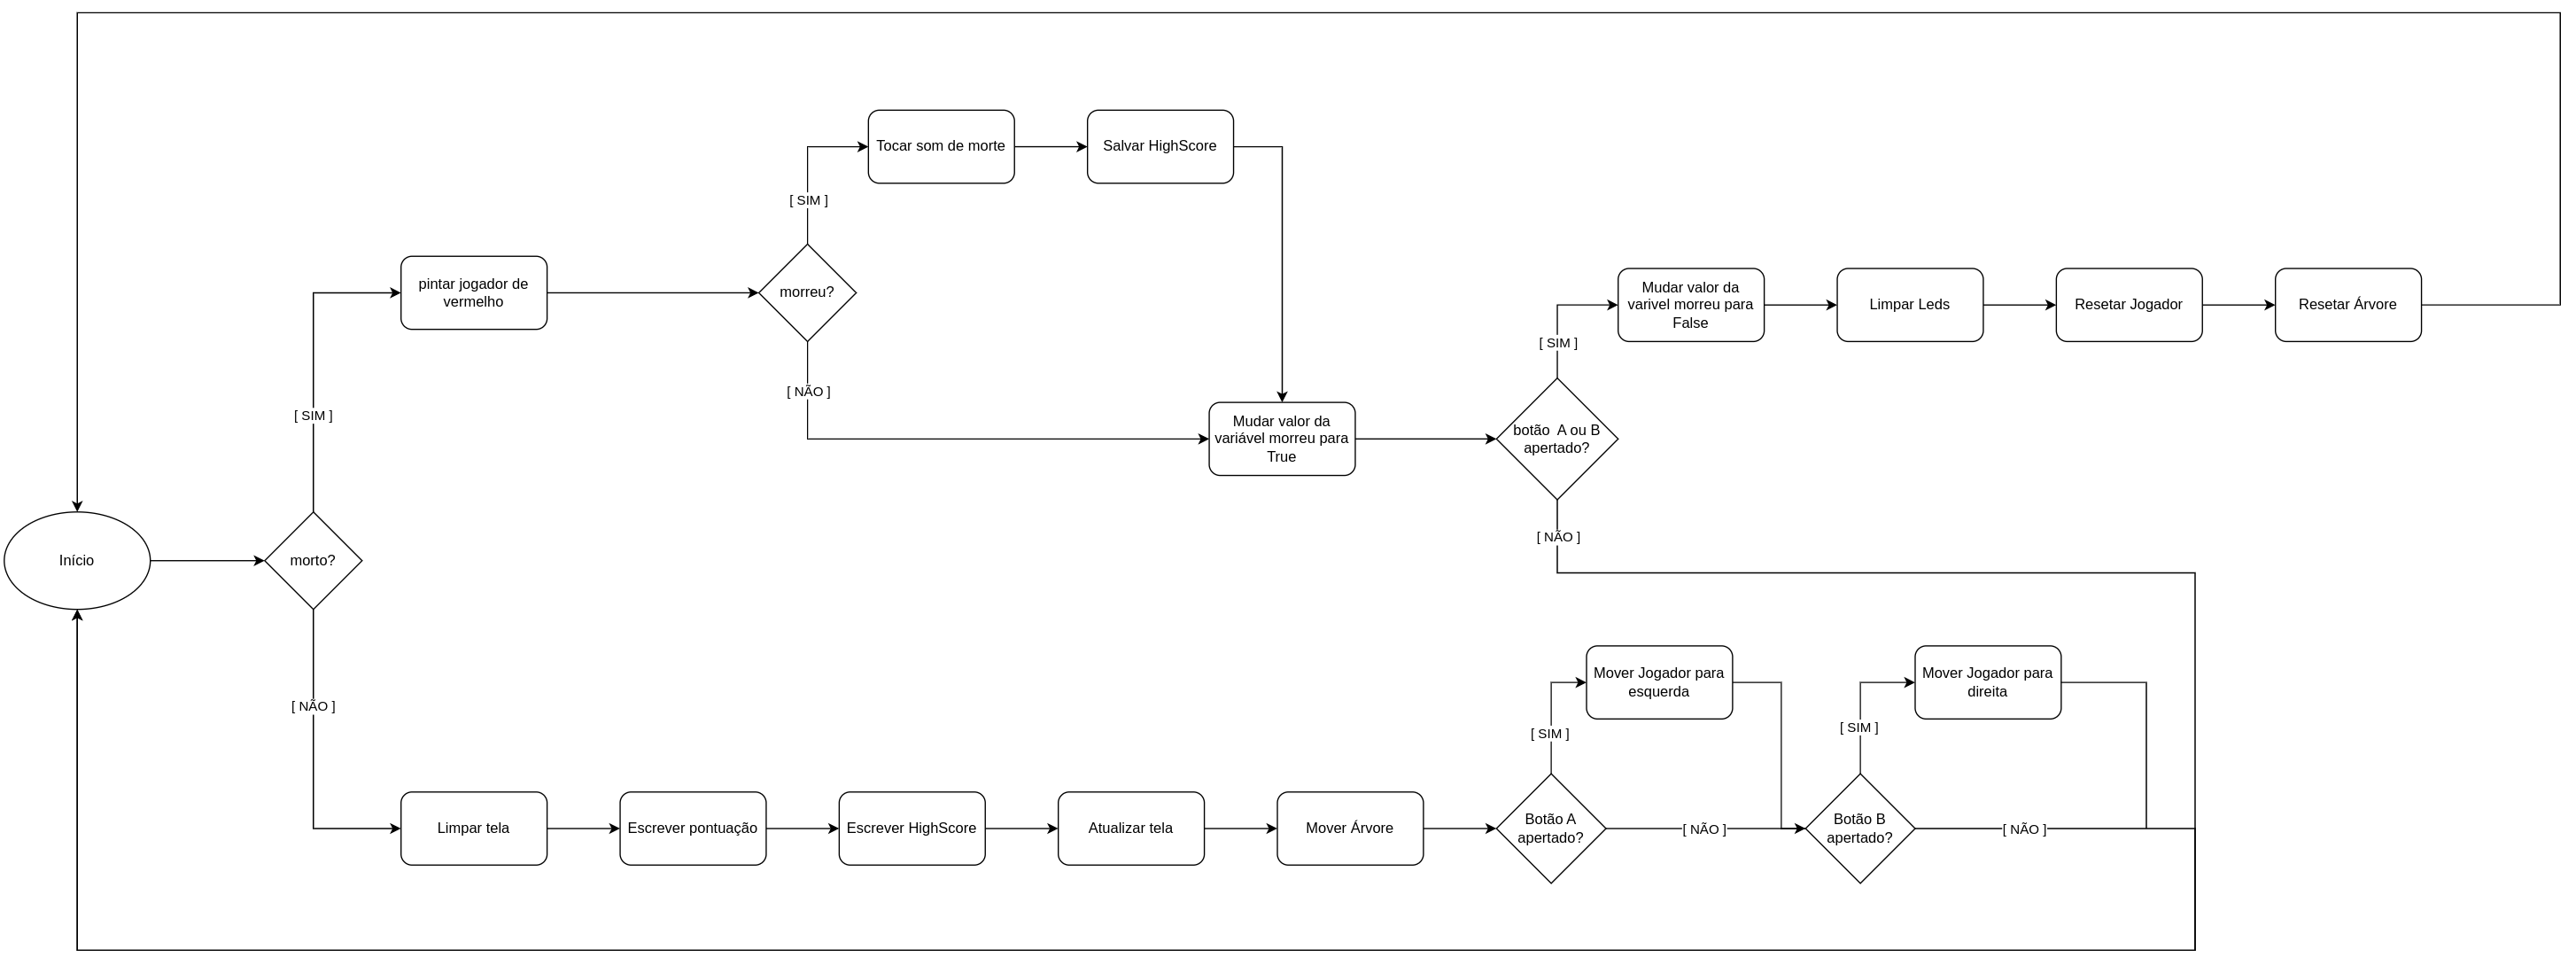 Tocar som de morte
Salvar HighScore
[ SIM ]
pintar jogador de
vermelho
morreu?
Mudar valor da
varivel morreu para
False
Limpar Leds
Resetar Jogador
Resetar Árvore
[ SIM ]
[ NÃO ]
[ SIM ]
Mudar valor da
variável morreu para
True
botão  A ou B
apertado?
[ NÃO ]
Início
morto?
[ NÃO ]
Mover Jogador para
esquerda
Mover Jogador para
direita
[ SIM ]
[ SIM ]
Limpar tela
Escrever pontuação
Escrever HighScore
Atualizar tela
Mover Árvore
Botão A
apertado?
[ NÃO ]
Botão B
apertado?
[ NÃO ]